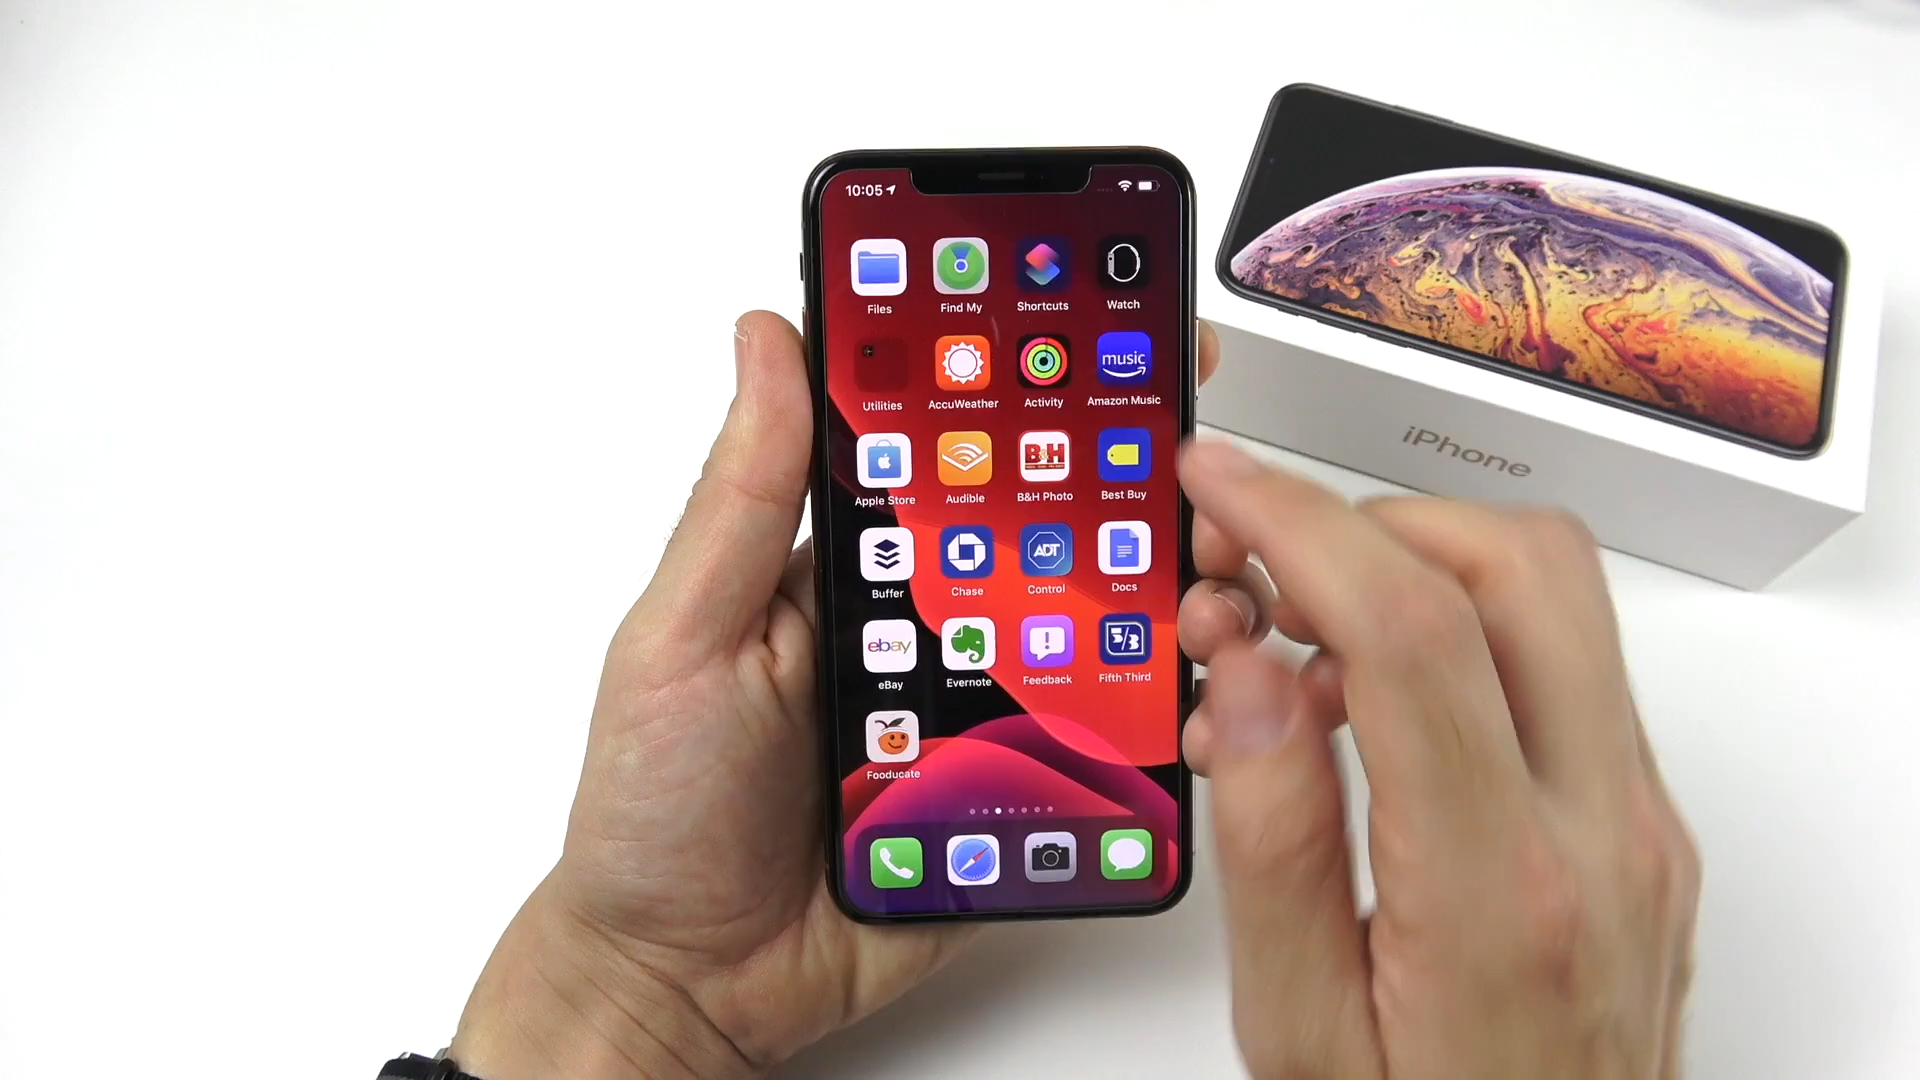 10:05
Files Find My Shortcuts Watch
music
Utilities AccuWeather Activity Amazon Music
B&H
Apple Store Audible B&H Photo Best Buy
ADT
Buffer Chase Control Docs
ebay 5/3
eBay Evernote Feedback Fifth Third
Fooducate
iPhone